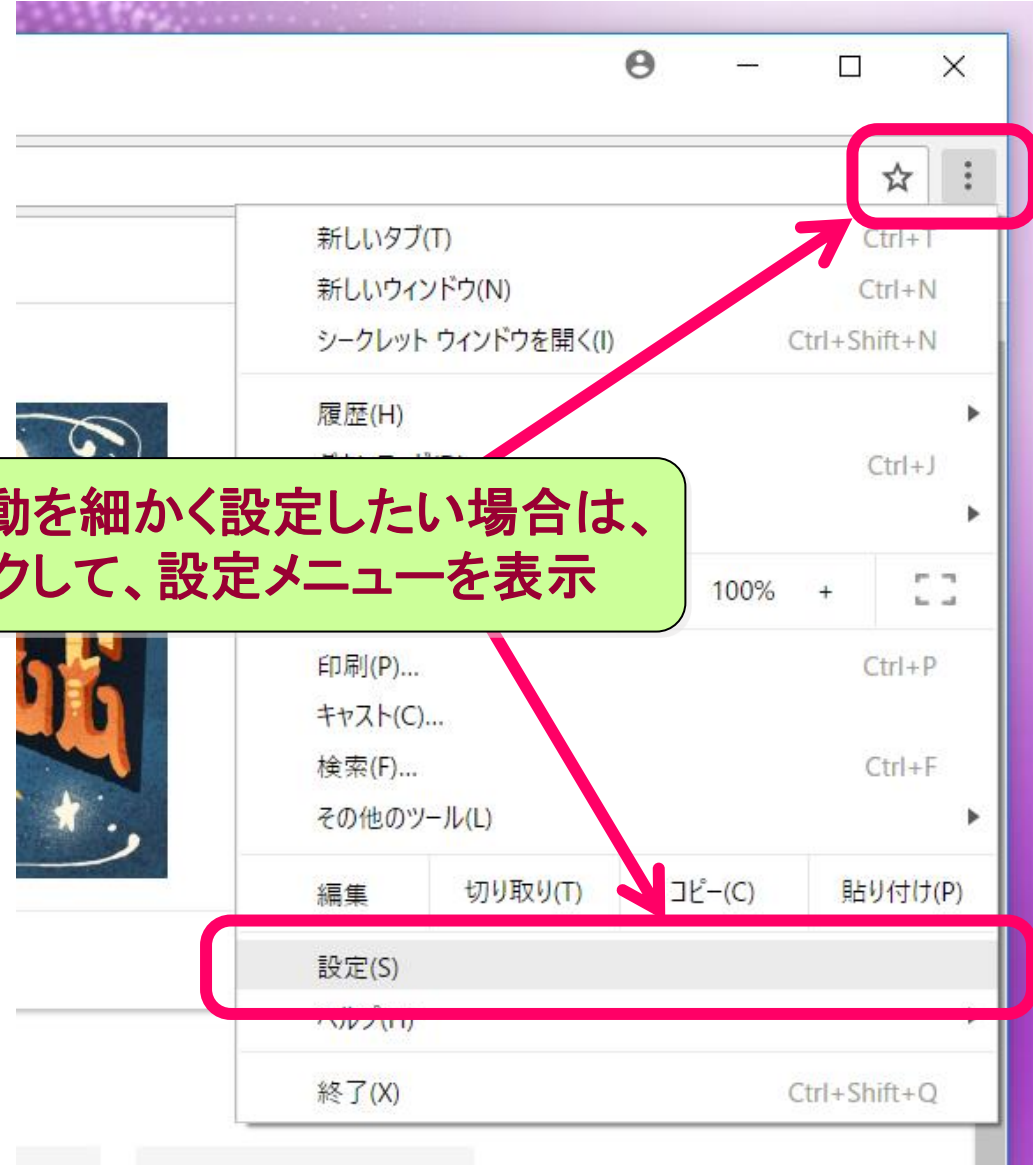 新しいタブ(T) Ctrl+T
新しいウィンドウ(N) Ctrl+N
シークレット ウィンドウを開く(I) Ctrl+Shift+N
履歴(H)
Ctrl+J
動を細かく設定したい場合は、
クして、設定メニューを表示
100% +
印刷(P)... Ctrl+P
キャスト(C)...
検索(F)... Ctrl+F
その他のツール(L)
編集 切り取り(T) コピー(C) 貼り付け(P)
設定(S)
ヘルプ(H)
終了(X) Ctrl+Shift+Q